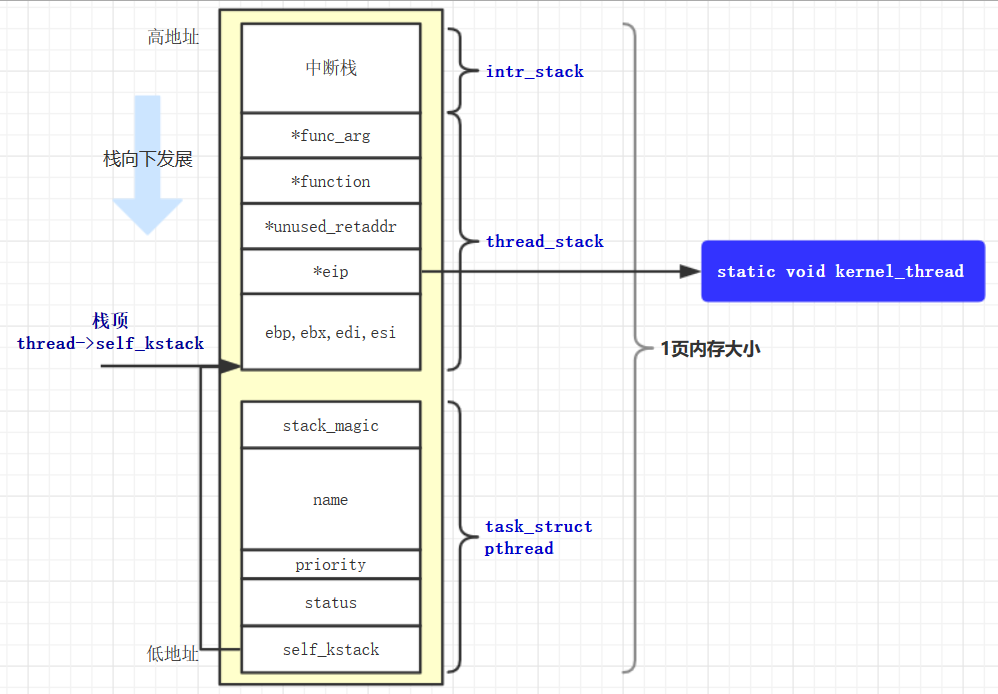 高地址
中断栈
intr_stack
*func_arg
栈向下发展
*function
*unused_retaddr
thread_stack
*eip
static void kernel_thread
栈顶
thread->self_kstack
ebp,ebx,edi,esi
1页内存大小
stack_magic
name
task_struct
pthread
priority
status
低地址
self_kstack